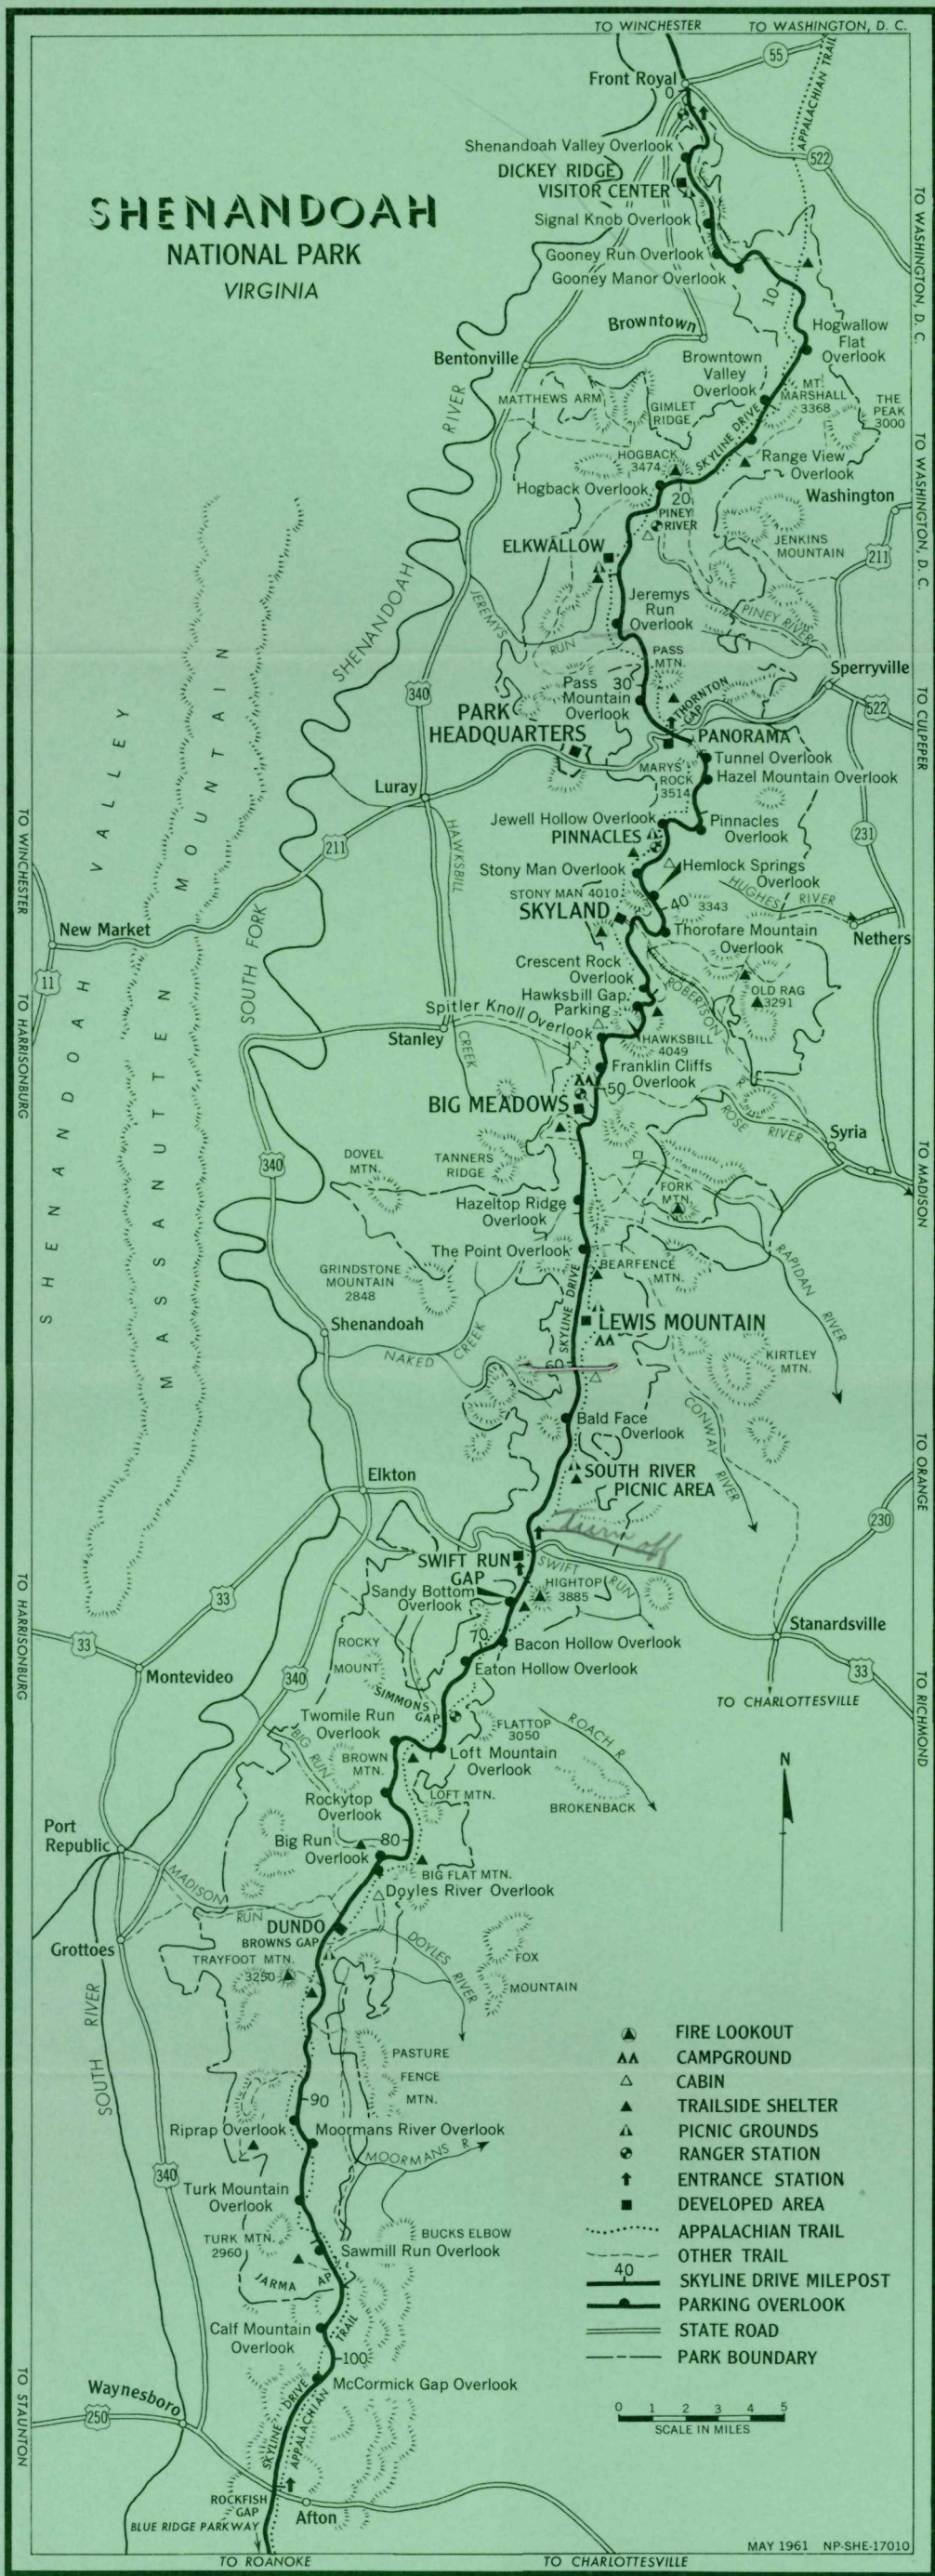 TO WINCHESTER
TO WASHINGTON, D. C.
55
Front Royal
0
APPALACHIAN TRAIL
522
Shenandoah Valley Overlook
DICKEY RIDGE
VISITOR CENTER
SHENANDOAH
NATIONAL PARK
VIRGINIA
Signal Knob Overlook
Gooney Run Overlook
Gooney Manor Overlook
TO WASHINGTON, D. C.
10
Browntown
Hogwallow
Flat
Overlook
Bentonville
Browntown
Valley
Overlook
MT.
MARSHALL
3368
THE
PEAK
3000
MATTHEWS ARM
GIMLET
RIDGE
RIVER
SKYLINE DRIVE
TO WASHINGTON, D. C.
HOGBACK
3474
Range View
Overlook
Hogback Overlook
20
Washington
PINEY
RIVER
JENKINS
MOUNTAIN
211
ELKWALLOW
SHENANDOAH
JEREMYS
RUN
Jeremys
Run
Overlook
PINEY RIVER
PASS
MTN.
Sperryville
340
Pass
Mountain
Overlook
30
THORNTON
GAP
522
TO CULPEPER
PARK
HEADQUARTERS
PANORAMA
Tunnel Overlook
MARYS
ROCK
3514
Hazel Mountain Overlook
Luray
TO WINCHESTER
Jewell Hollow Overlook
PINNACLES
Pinnacles
Overlook
231
211
HAWKSBILL
CREEK
Stony Man Overlook
Hemlock Springs
Overlook
STONY MAN 4010
HUGHES RIVER
SKYLAND
40
3343
New Market
SOUTH FORK
Thorofare Mountain
Overlook
Nethers
11
Crescent Rock
Overlook
OLD RAG
3291
ROBERTSON
Hawksbill Gap
Parking
TO HARRISONBURG
Spitler Knoll Overlook
Stanley
HAWKSBILL
4049
Franklin Cliffs
Overlook
50
BIG MEADOWS
ROSE RIVER
Syria
SHENANDOAH VALLEY
MASSANUTTEN MOUNTAIN
340
DOVEL
MTN.
TANNERS
RIDGE
TO MADISON
FORK
MTN.
Hazeltop Ridge
Overlook
The Point Overlook
RAPIDAN RIVER
GRINDSTONE
MOUNTAIN
2848
BEARFENCE
MTN.
SKYLINE DRIVE
Shenandoah
LEWIS MOUNTAIN
NAKED CREEK
KIRTLEY
MTN.
60
Bald Face
Overlook
CONWAY RIVER
TO ORANGE
SOUTH RIVER
PICNIC AREA
Elkton
230
Turn off
SWIFT RUN
GAP
SWIFT RUN
HIGHTOP
3885
Sandy Bottom
Overlook
TO HARRISONBURG
33
33
Stanardsville
70
Bacon Hollow Overlook
ROCKY
MOUNT
Eaton Hollow Overlook
Montevideo
340
33
TO RICHMOND
TO CHARLOTTESVILLE
SIMMONS
GAP
Twomile Run
Overlook
FLATTOP
3050
ROACH R
Loft Mountain
Overlook
BIG RUN
BROWN
MTN.
N
LOFT MTN.
Rockytop
Overlook
BROKENBACK
Port
Republic
Big Run
Overlook
80
BIG FLAT MTN.
Doyles River Overlook
MADISON
RUN
DUNDO
BROWNS GAP
Grottoes
DOYLES RIVER
FOX
MOUNTAIN
TRAYFOOT MTN.
3250
SOUTH RIVER
PASTURE
FENCE
MTN.
90
Riprap Overlook
Moormans River Overlook
MOORMANS R
340
Turk Mountain
Overlook
TURK MTN.
2960
BUCKS ELBOW
Sawmill Run Overlook
JARMA AP
Calf Mountain
Overlook
TRAIL
100
McCormick Gap Overlook
Waynesboro
250
TO STAUNTON
SKYLINE DRIVE
APPALACHIAN
ROCKFISH
GAP
Afton
BLUE RIDGE PARKWAY
FIRE LOOKOUT
CAMPGROUND
CABIN
TRAILSIDE SHELTER
PICNIC GROUNDS
RANGER STATION
ENTRANCE STATION
DEVELOPED AREA
APPALACHIAN TRAIL
OTHER TRAIL
40
SKYLINE DRIVE MILEPOST
PARKING OVERLOOK
STATE ROAD
PARK BOUNDARY
0 1 2 3 4 5
SCALE IN MILES
MAY 1961 NP-SHE-17010
TO ROANOKE
TO CHARLOTTESVILLE